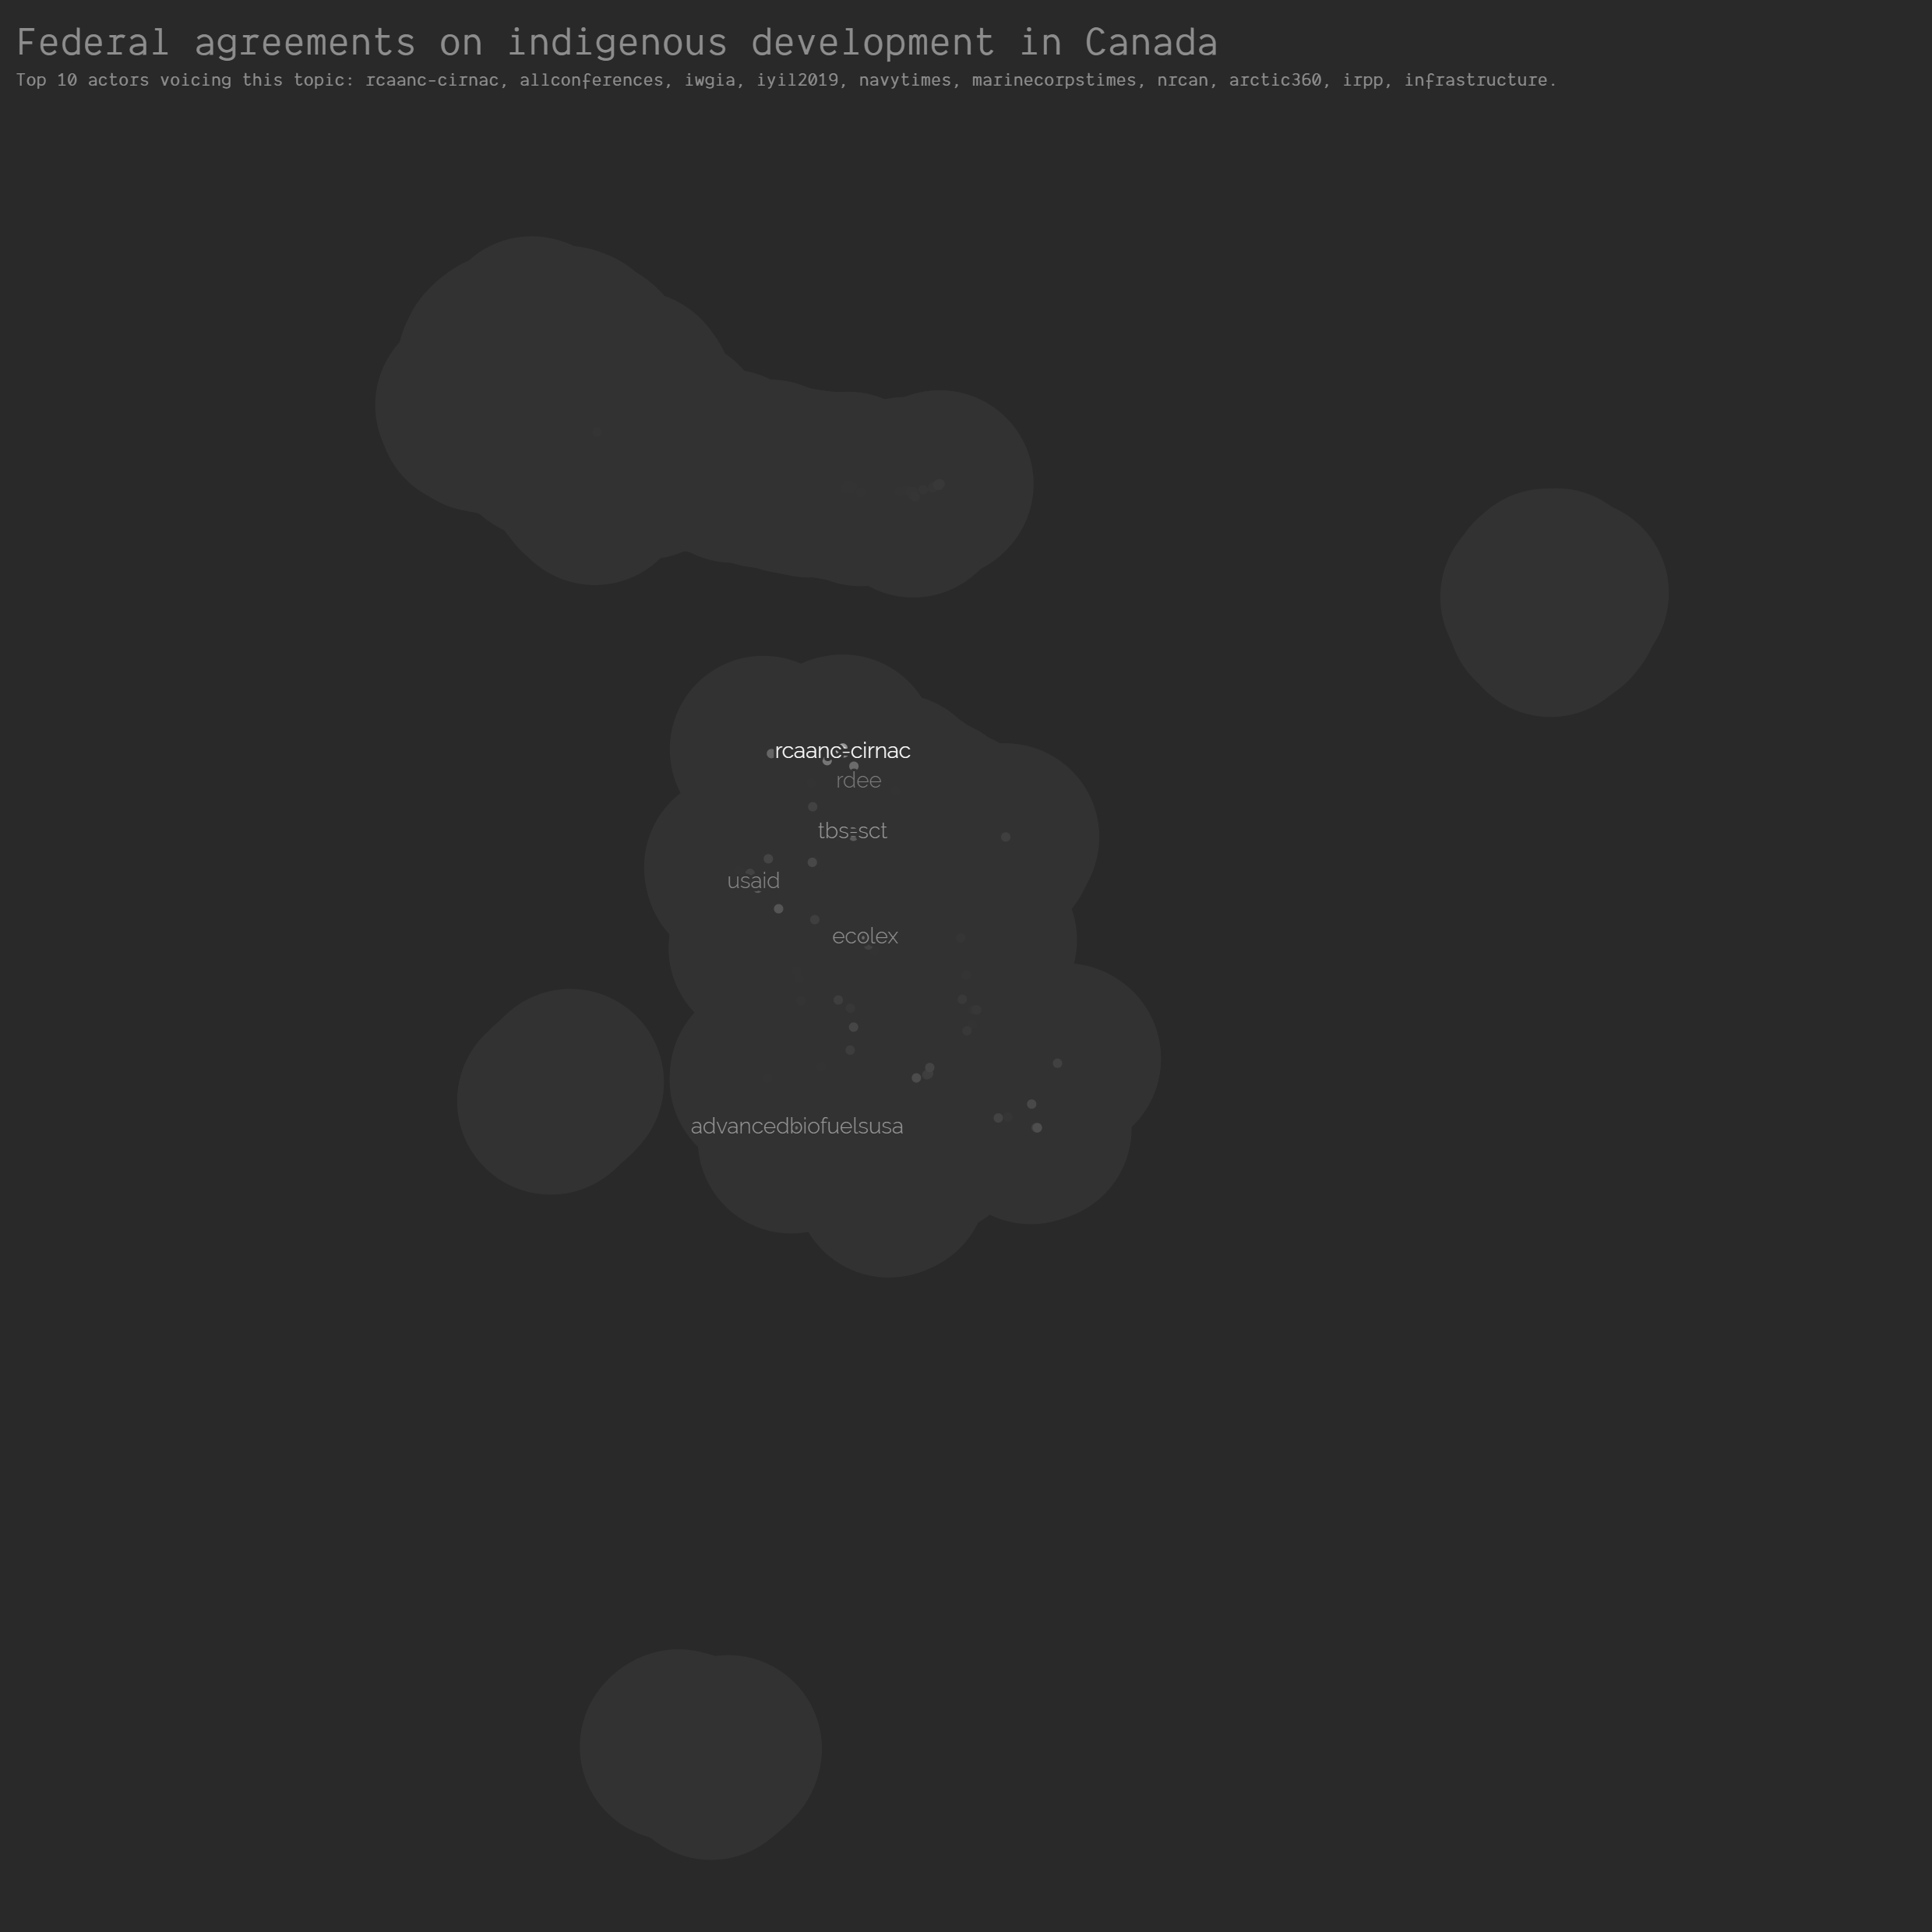 Federal agreements on indigenous development in Canada
Top 10 actors voicing this topic: rcaanc-cirnac, allconferences, iwgia, iyil2019, navytimes, marinecorpstimes, nrcan, arctic360, irpp, infrastructure.
rcaanc-cirnac
rdee
tbs-sct
usaid
ecolex
advancedbiofuelsusa